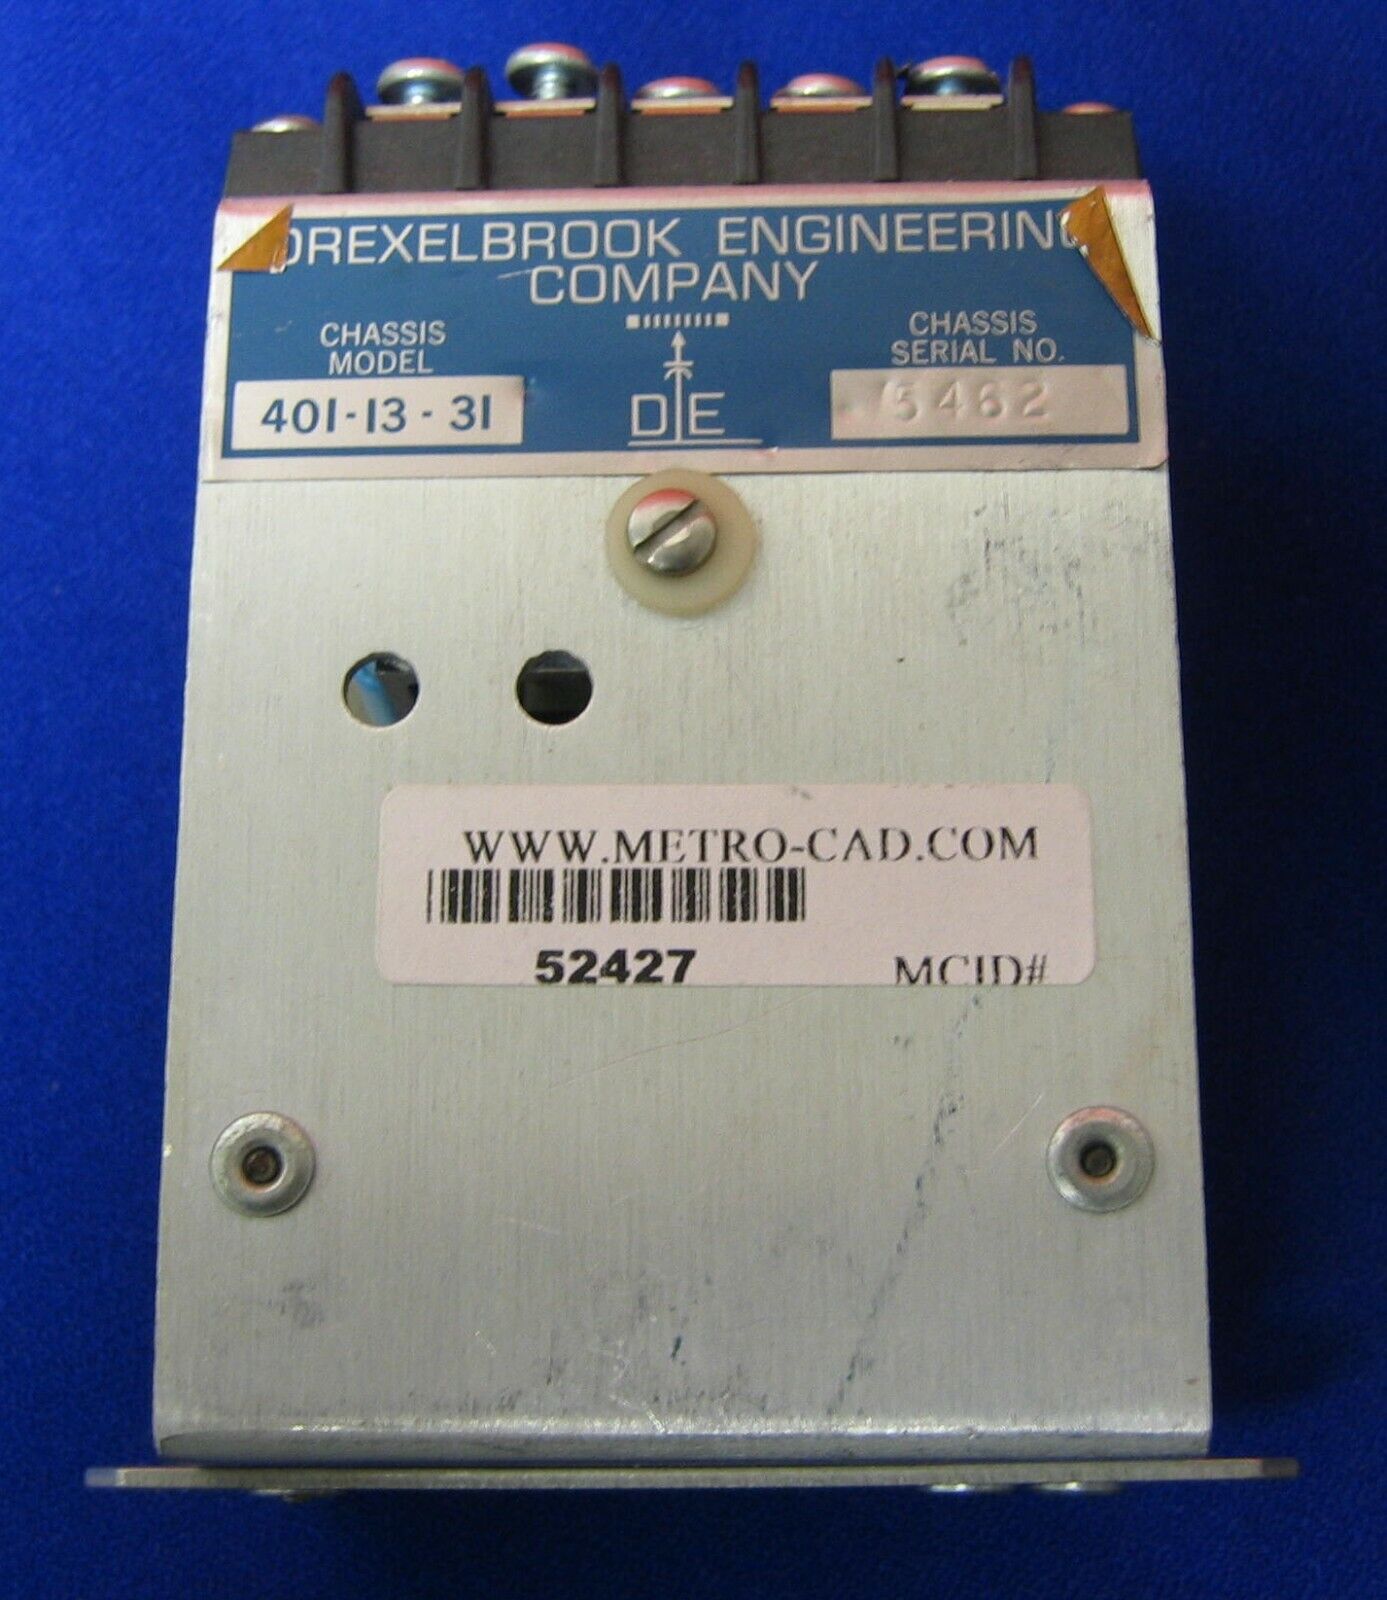 DREXELBROOK ENGINEERING
COMPANY
CHASSIS
MODEL
401-13-31
DE
CHASSIS
SERIAL NO.
5462
WWW.METRO-CAD.COM
52427 MCID#